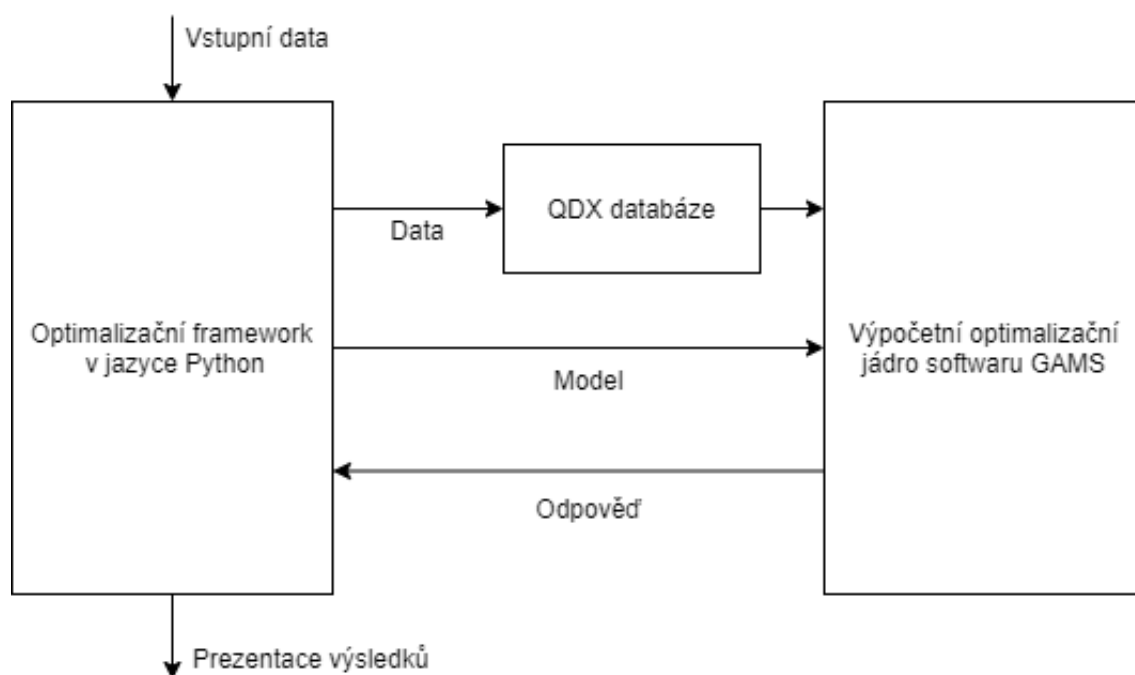 Vstupní data
QDX databáze
Data
Optimalizační framework
v jazyce Python
Výpočetní optimalizační
jádro softwaru GAMS
Model
Odpověď
Prezentace výsledků